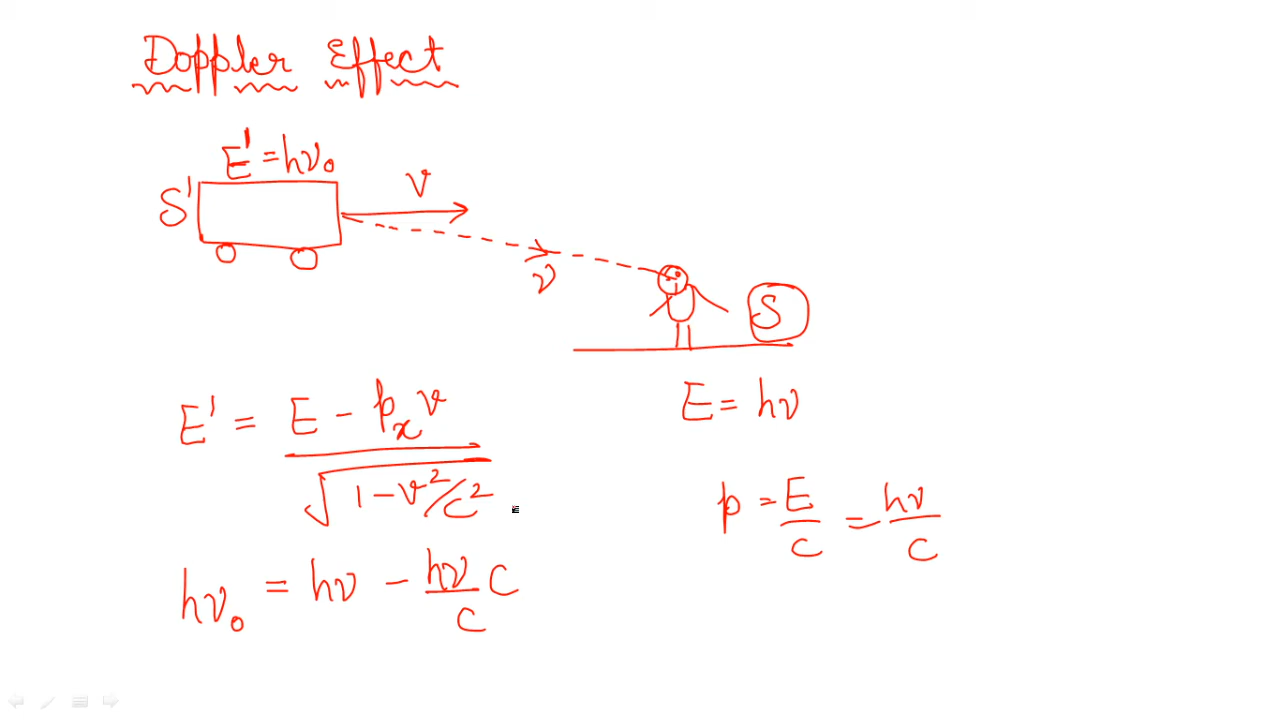 Doppler Effect
E' = hν₀
S'
v
ν
S
E = hν
E' = E - pₓv / √1 - v²/c²
p = E/c = hν/c
hν₀ = hν - hν/c c